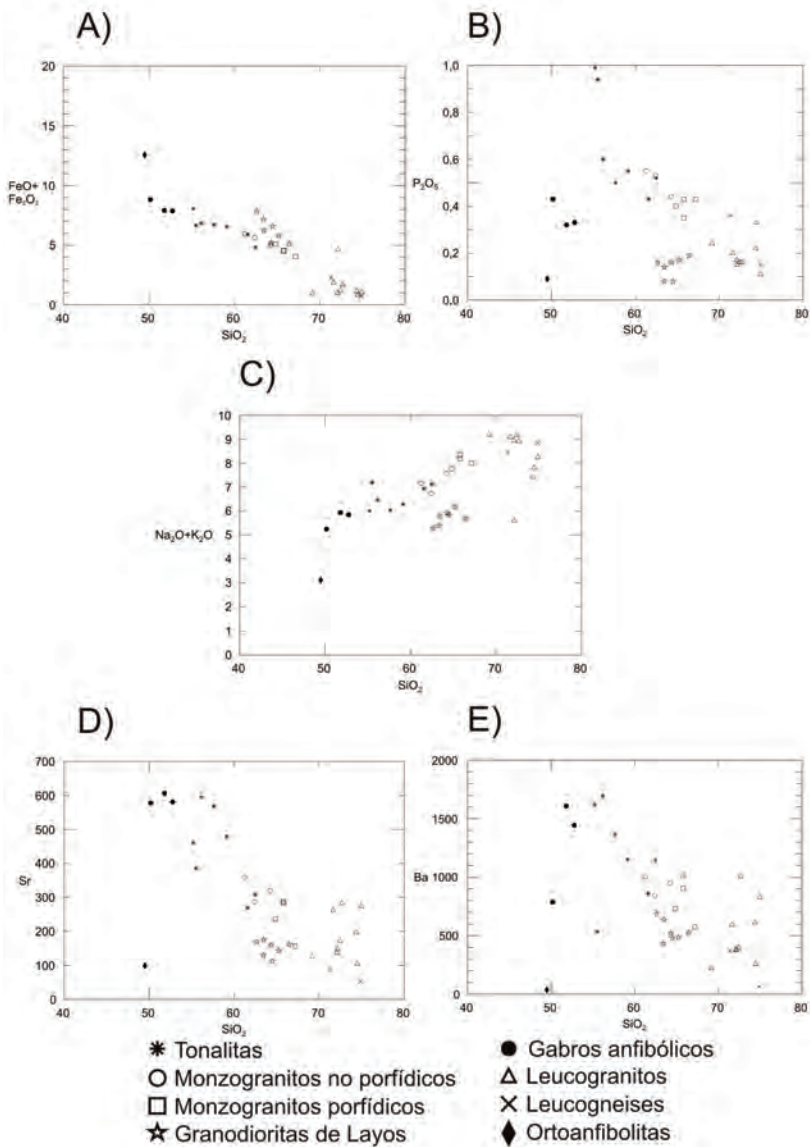 A)
20
15
FeO+
Fe₂O₃
10
5
0
40 50 60 70 80
SiO₂
B)
1,0
0,8
0,6
P₂O₅
0,4
0,2
0,0
40 50 60 70 80
SiO₂
C)
10
9
8
7
6
Na₂O+K₂O
5
4
3
2
1
0
40 50 60 70 80
SiO₂
D)
700
600
500
400
Sr
300
200
100
0
40 50 60 70 80
SiO₂
E)
2000
1500
Ba 1000
500
0
40 50 60 70 80
SiO₂
Tonalitas
Monzogranitos no porfídicos
Monzogranitos porfídicos
Granodioritas de Layos
Gabros anfibólicos
Leucogranitos
Leucogneises
Ortoanfibolitas